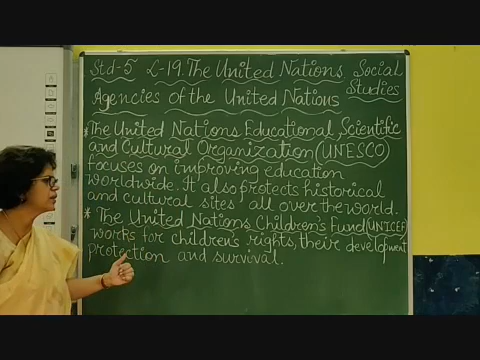 Std-5 L-19. The United Nations Social Studies
Agencies of the United Nations
* The United Nations Educational Scientific
and Cultural Organization (UNESCO)
focuses on improving education
worldwide. It also protects historical
and cultural sites all over the world.
* The United Nations Children's Fund (UNICEF)
works for children's rights, their development
protection and survival.